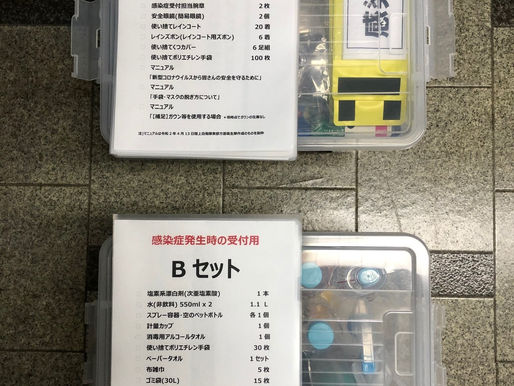 感染症受付担当腕章 2枚
安全眼鏡(簡易眼鏡) 2個
使い捨てレインコート 20着
レインズボン(レインコート用ズボン) 6着
使い捨てくつカバー 6足組
使い捨てポリエチレン手袋 100枚
マニュアル
「新型コロナウイルスから皆さんの安全を守るために」
マニュアル
「手袋・マスクの脱ぎ方について」
マニュアル
「【補足】ガウン等を使用する場合
感染
感染症発生時の受付用
B セット
塩素系漂白剤(次亜塩素酸) 1本
水(非飲料) 550ml x 2 1.1 L
スプレー容器・空のペットボトル 各1個
計量カップ 1個
消毒用アルコールタオル 1個
使い捨てポリエチレン手袋 30枚
ペーパータオル 1セット
布雑巾 5枚
ゴミ袋(30L) 15枚